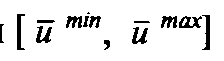 [ ū ᵐⁱⁿ, ū ᵐᵃˣ]